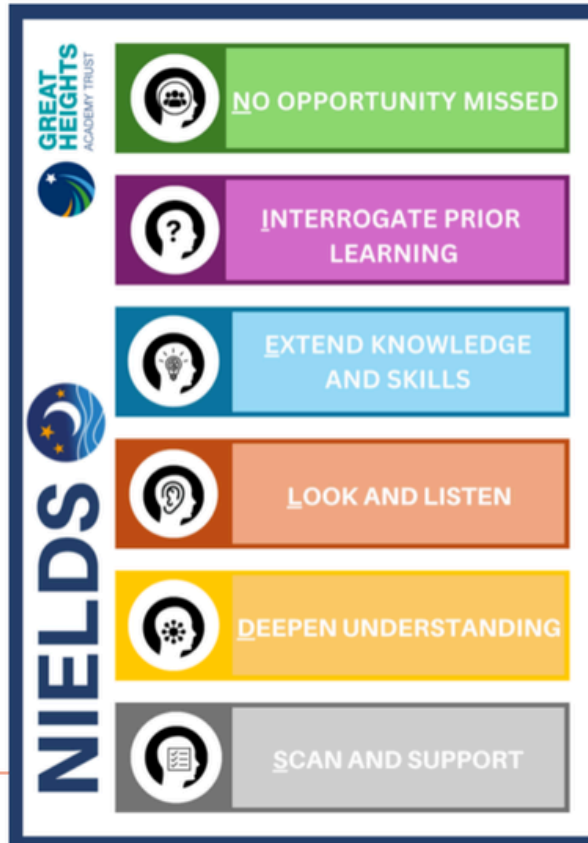 GREAT
HEIGHTS
ACADEMY TRUST
NIELDS
NO OPPORTUNITY MISSED
?
INTERROGATE PRIOR
LEARNING
EXTEND KNOWLEDGE
AND SKILLS
LOOK AND LISTEN
DEEPEN UNDERSTANDING
SCAN AND SUPPORT